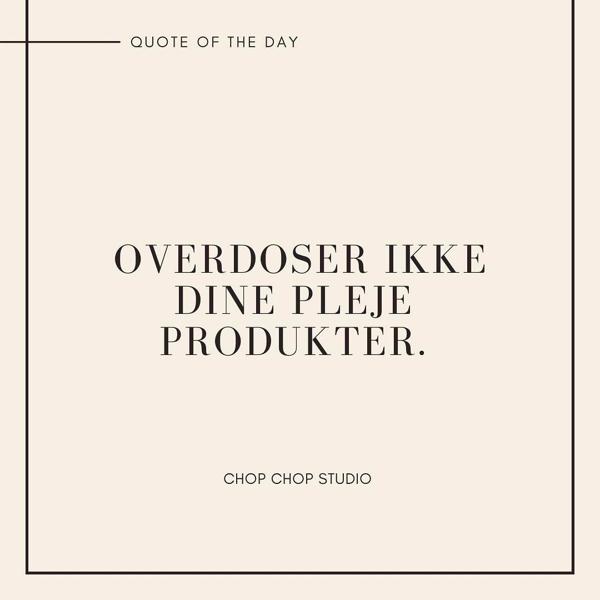 QUOTE OF THE DAY
OVERDOSER IKKE
DINE PLEJE
PRODUKTER.
CHOP CHOP STUDIO